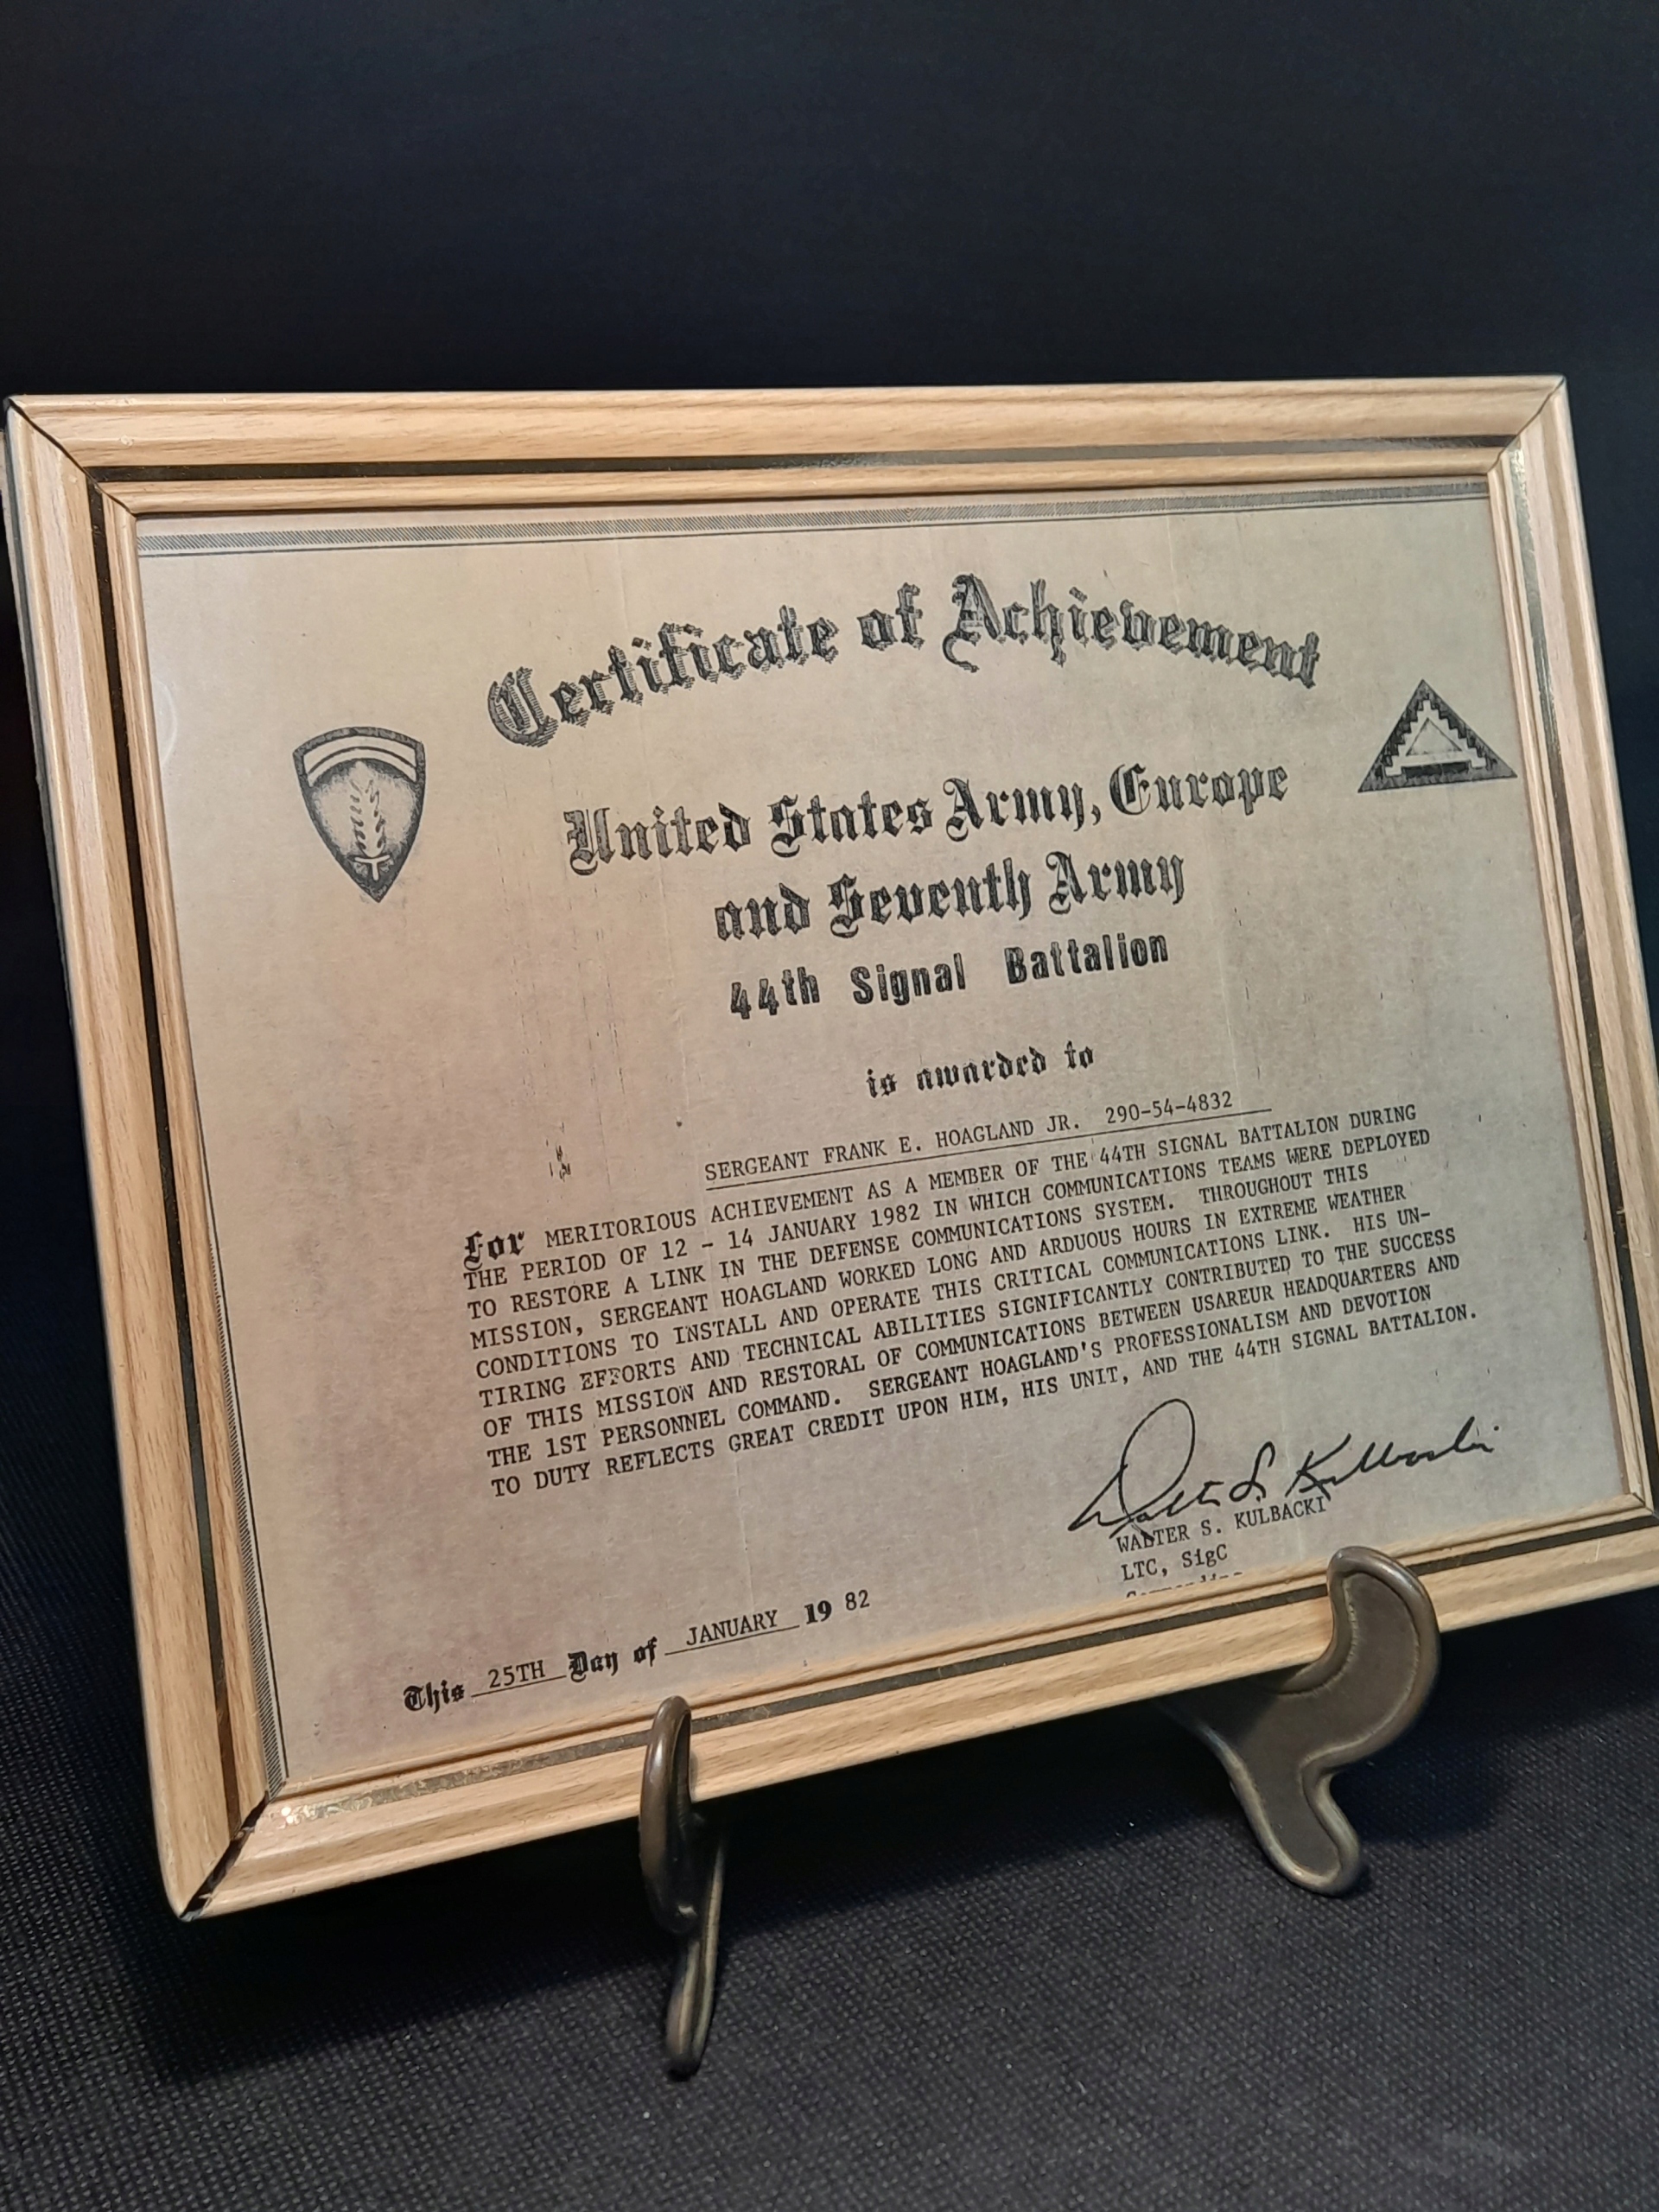 Certificate of Achievement
United States Army, Europe
and Seventh Army
44th Signal Battalion
is awarded to
SERGEANT FRANK E. HOAGLAND JR. 290-54-4832
For MERITORIOUS ACHIEVEMENT AS A MEMBER OF THE 44TH SIGNAL BATTALION DURING
THE PERIOD OF 12 - 14 JANUARY 1982 IN WHICH COMMUNICATIONS TEAMS WERE DEPLOYED
TO RESTORE A LINK IN THE DEFENSE COMMUNICATIONS SYSTEM. THROUGHOUT THIS
MISSION, SERGEANT HOAGLAND WORKED LONG AND ARDUOUS HOURS IN EXTREME WEATHER
CONDITIONS TO INSTALL AND OPERATE THIS CRITICAL COMMUNICATIONS LINK. HIS UN-
TIRING EFFORTS AND TECHNICAL ABILITIES SIGNIFICANTLY CONTRIBUTED TO THE SUCCESS
OF THIS MISSION AND RESTORAL OF COMMUNICATIONS BETWEEN USAREUR HEADQUARTERS AND
THE 1ST PERSONNEL COMMAND. SERGEANT HOAGLAND'S PROFESSIONALISM AND DEVOTION
TO DUTY REFLECTS GREAT CREDIT UPON HIM, HIS UNIT, AND THE 44TH SIGNAL BATTALION.
Walter S. Kulbacki
WALTER S. KULBACKI
LTC, SigC
This 25TH Day of JANUARY 19 82